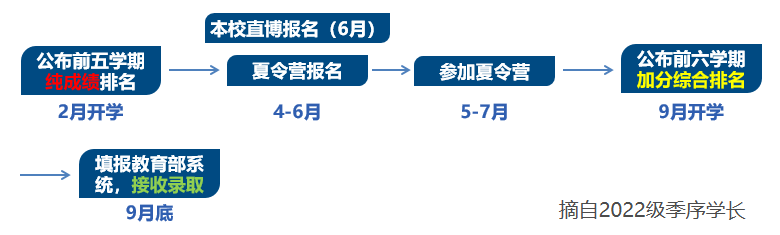 本校直博报名（6月）
公布前五学期
纯成绩排名
2月开学
夏令营报名
4-6月
参加夏令营
5-7月
公布前六学期
加分综合排名
9月开学
填报教育部系
统，接收录取
9月底
摘自2022级季序学长